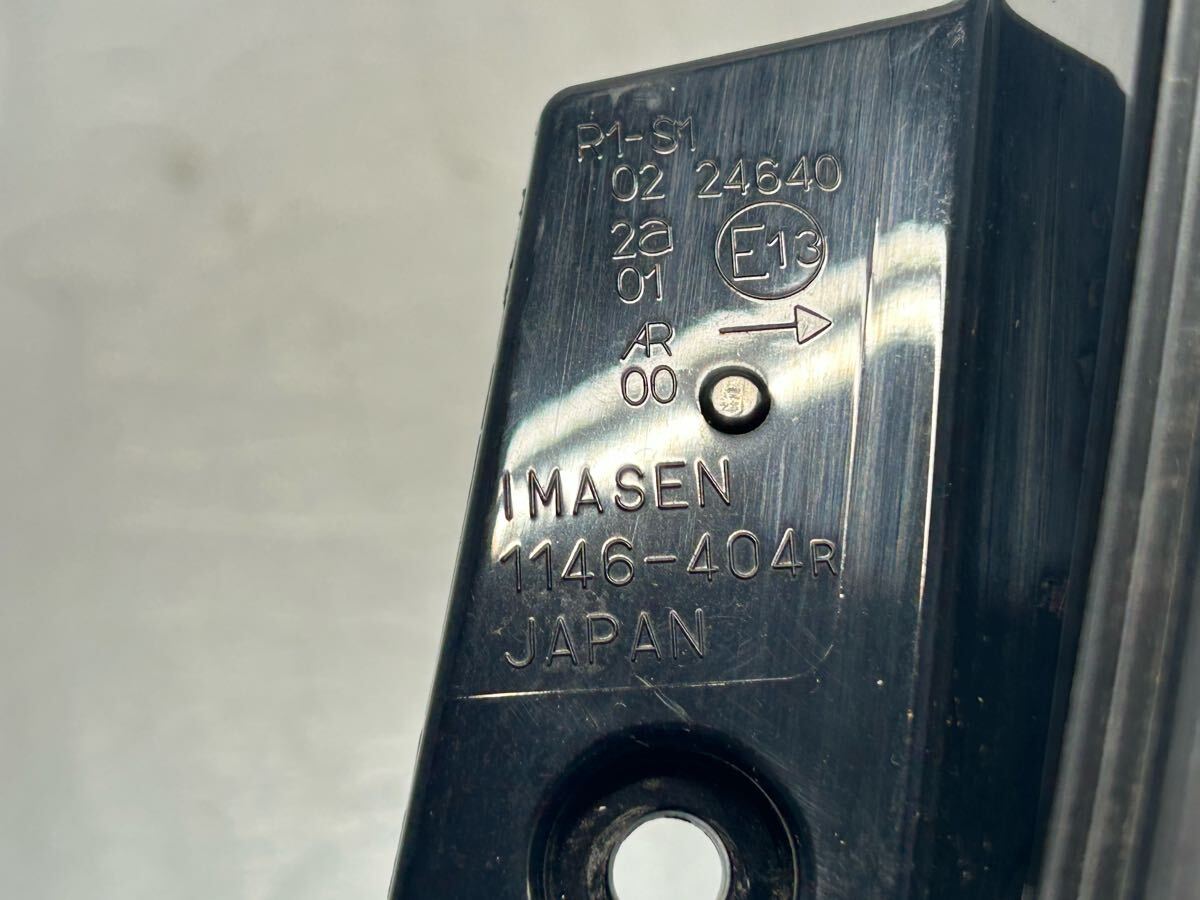 R1-S1
02 24640
2a E13
01
AR
00
IMASEN
1146-404R
JAPAN